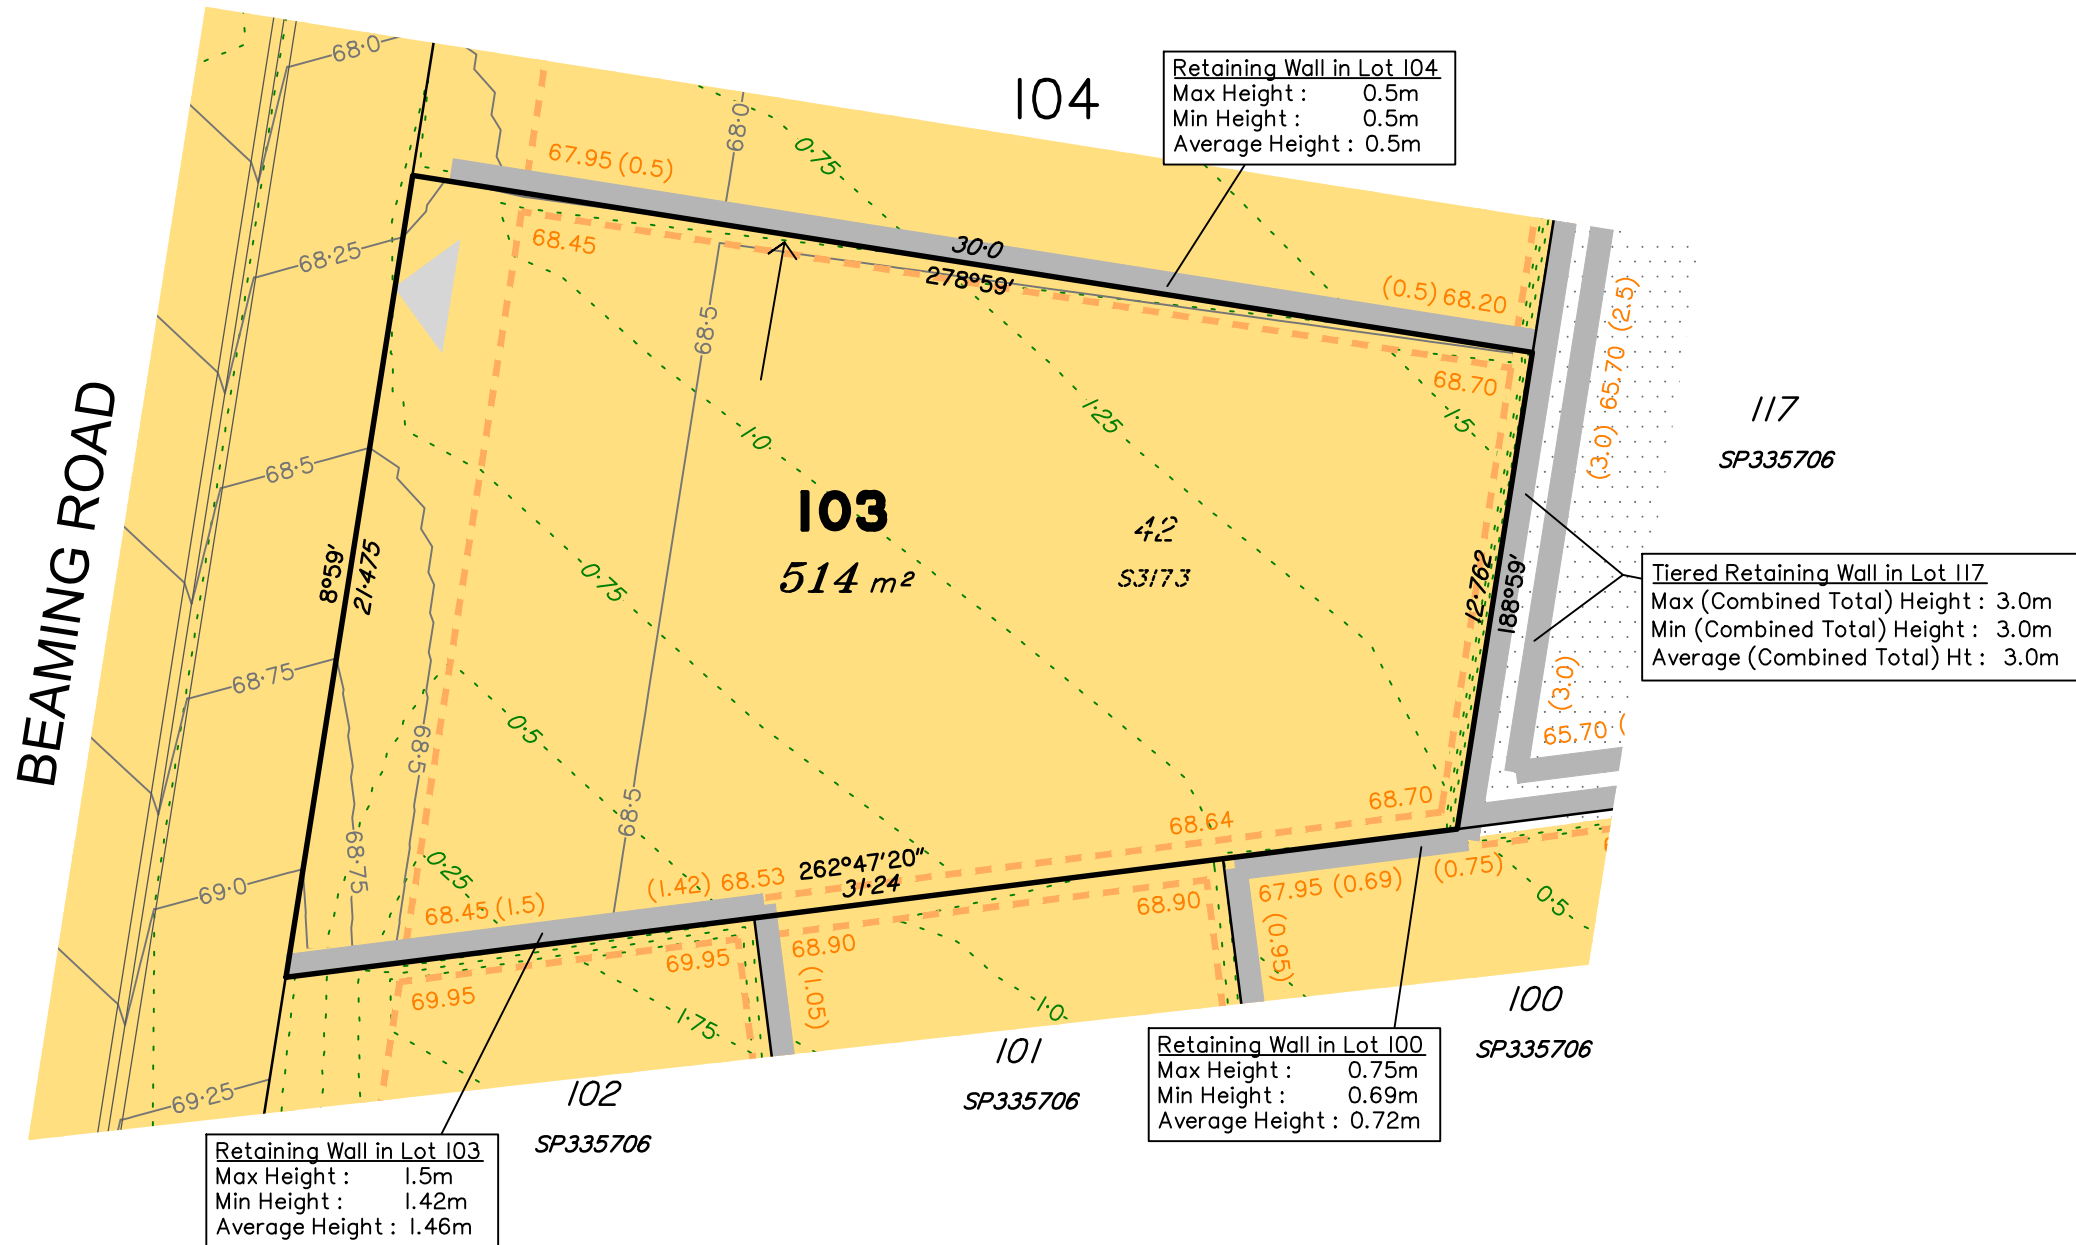 104
Retaining Wall in Lot 104
Max Height : 0.5m
Min Height : 0.5m
Average Height : 0.5m
68·0
68·0
0·75
67.95 (0.5)
68.45
68·25
30·0
278°59'
(0.5) 68.20
68.70
65.70 (2.5)
(3.0)
68·5
1·0
1·25
1·5
117
SP335706
BEAMING ROAD
68·5
103
514 m²
42
S3173
8°59'
21·475
0·75
12·762
188°59'
Tiered Retaining Wall in Lot 117
Max (Combined Total) Height : 3.0m
Min (Combined Total) Height : 3.0m
Average (Combined Total) Ht : 3.0m
68·75
0·5
68·5
68·5
(3.0)
65.70 (
68.70
68.64
68·75
0·25
69·0
68.45 (1.5)
(1.42) 68.53
262°47'20"
31·24
67.95 (0.69)
(0.75)
0·5
68.90
68.90
(1.05)
(0.95)
69.95
69.95
1·75
1·0
69·25
102
SP335706
101
SP335706
100
SP335706
Retaining Wall in Lot 100
Max Height : 0.75m
Min Height : 0.69m
Average Height : 0.72m
Retaining Wall in Lot 103
Max Height : 1.5m
Min Height : 1.42m
Average Height : 1.46m